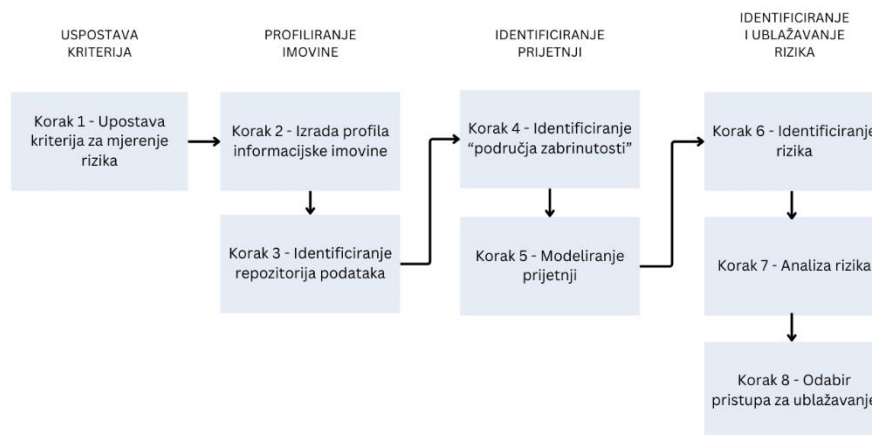 USPOSTAVA
KRITERIJA
PROFILIRANJE
IMOVINE
IDENTIFICIRANJE
PRIJETNJI
IDENTIFICIRANJE
I UBLAŽAVANJE
RIZIKA
Korak 1 - Upostava
kriterija za mjerenje
rizika
Korak 2 - Izrada profila
informacijske imovine
Korak 3 - Identificiranje
repozitorija podataka
Korak 4 - Identificiranje
“područja zabrinutosti”
Korak 5 - Modeliranje
prijetnji
Korak 6 - Identificiranje
rizika
Korak 7 - Analiza rizika
Korak 8 - Odabir
pristupa za ublažavanje